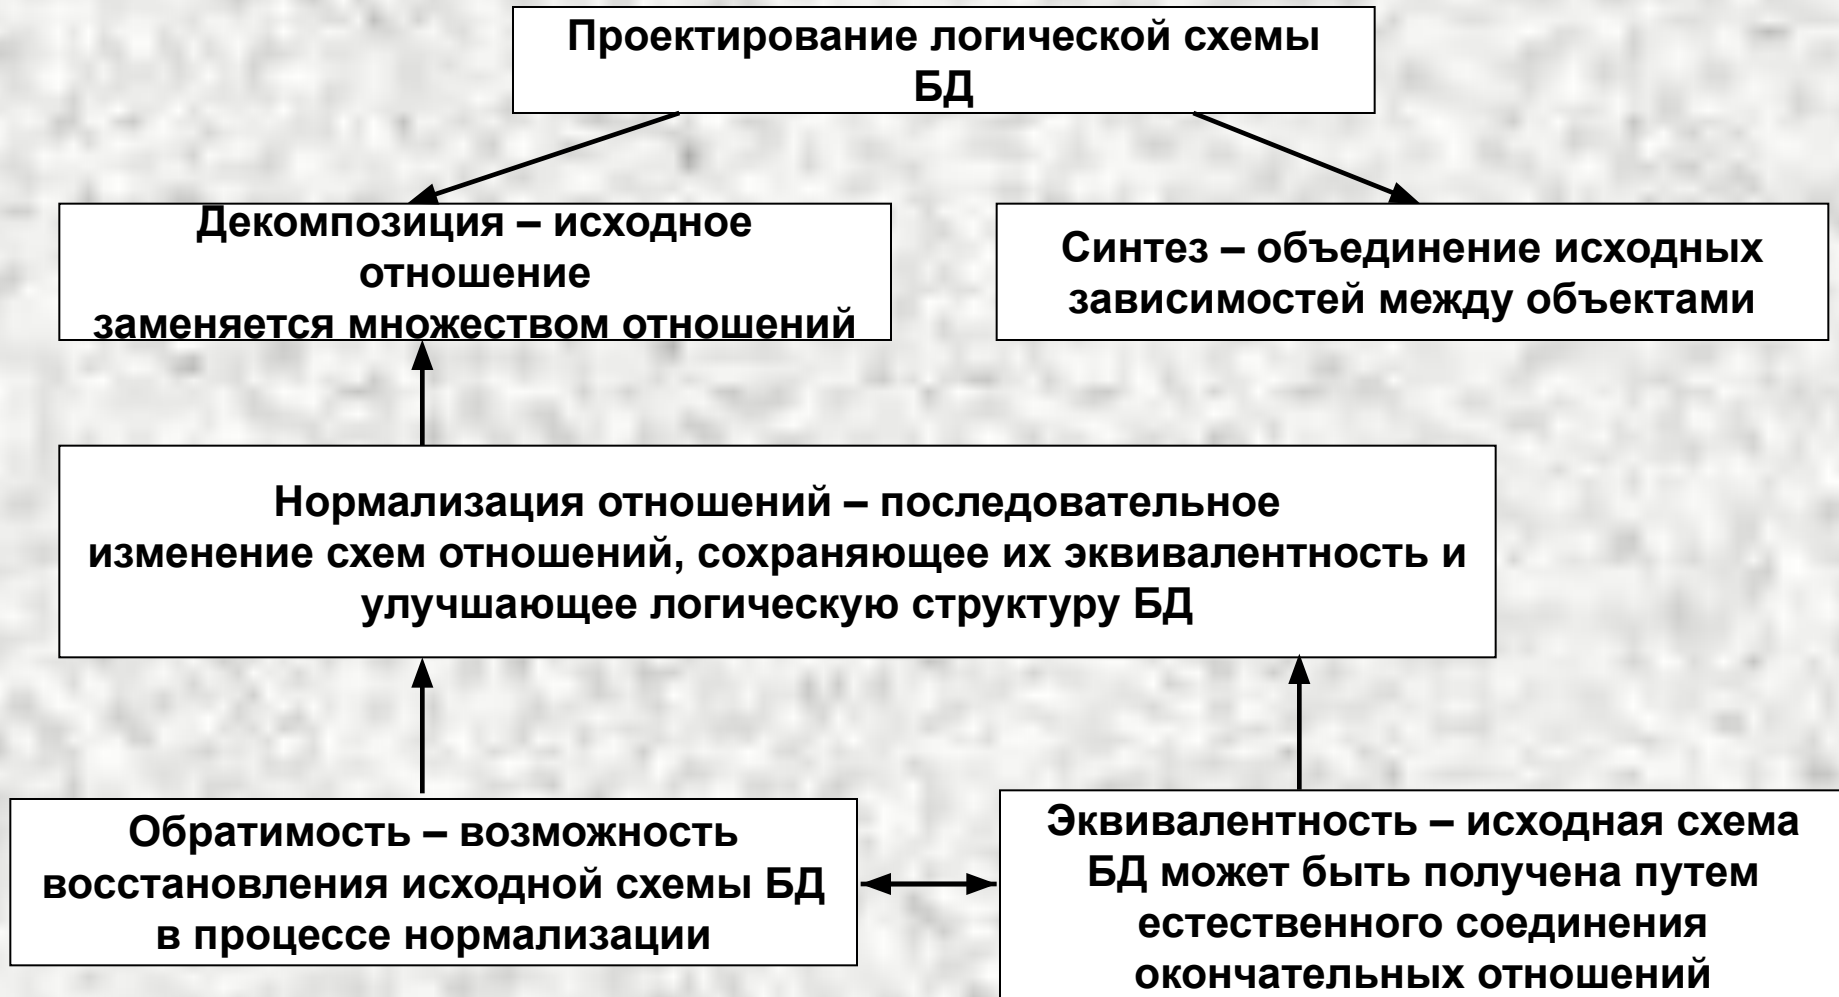 Проектирование логической схемы
БД
Декомпозиция – исходное
отношение
заменяется множеством отношений
Синтез – объединение исходных
зависимостей между объектами
Нормализация отношений – последовательное
изменение схем отношений, сохраняющее их эквивалентность и
улучшающее логическую структуру БД
Обратимость – возможность
восстановления исходной схемы БД
в процессе нормализации
Эквивалентность – исходная схема
БД может быть получена путем
естественного соединения
окончательных отношений